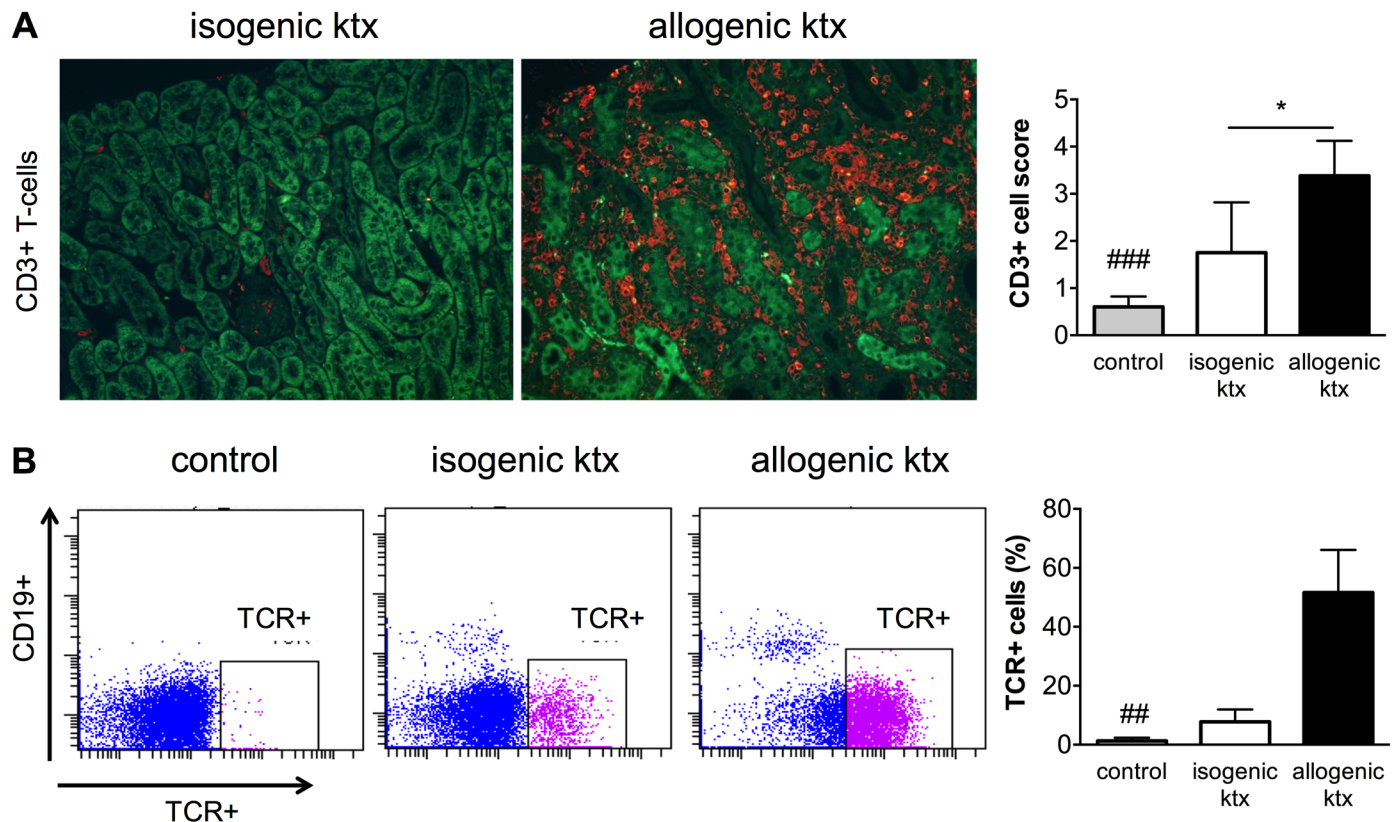 A
isogenic ktx
allogenic ktx
CD3+ T-cells
CD3+ cell score
5
4
3
2
1
0
*
###
control
isogenic
ktx
allogenic
ktx
B
control
isogenic ktx
allogenic ktx
CD19+
TCR+
TCR+
TCR+
TCR+
TCR+ cells (%)
80
60
40
20
0
##
control
isogenic
ktx
allogenic
ktx